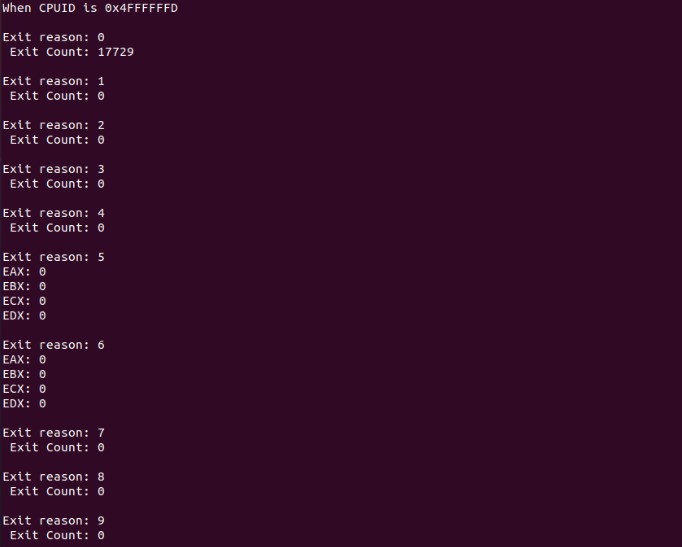 When CPUID is 0x4FFFFFFD
Exit reason: 0
Exit Count: 17729
Exit reason: 1
Exit Count: 0
Exit reason: 2
Exit Count: 0
Exit reason: 3
Exit Count: 0
Exit reason: 4
Exit Count: 0
Exit reason: 5
EAX: 0
EBX: 0
ECX: 0
EDX: 0
Exit reason: 6
EAX: 0
EBX: 0
ECX: 0
EDX: 0
Exit reason: 7
Exit Count: 0
Exit reason: 8
Exit Count: 0
Exit reason: 9
Exit Count: 0